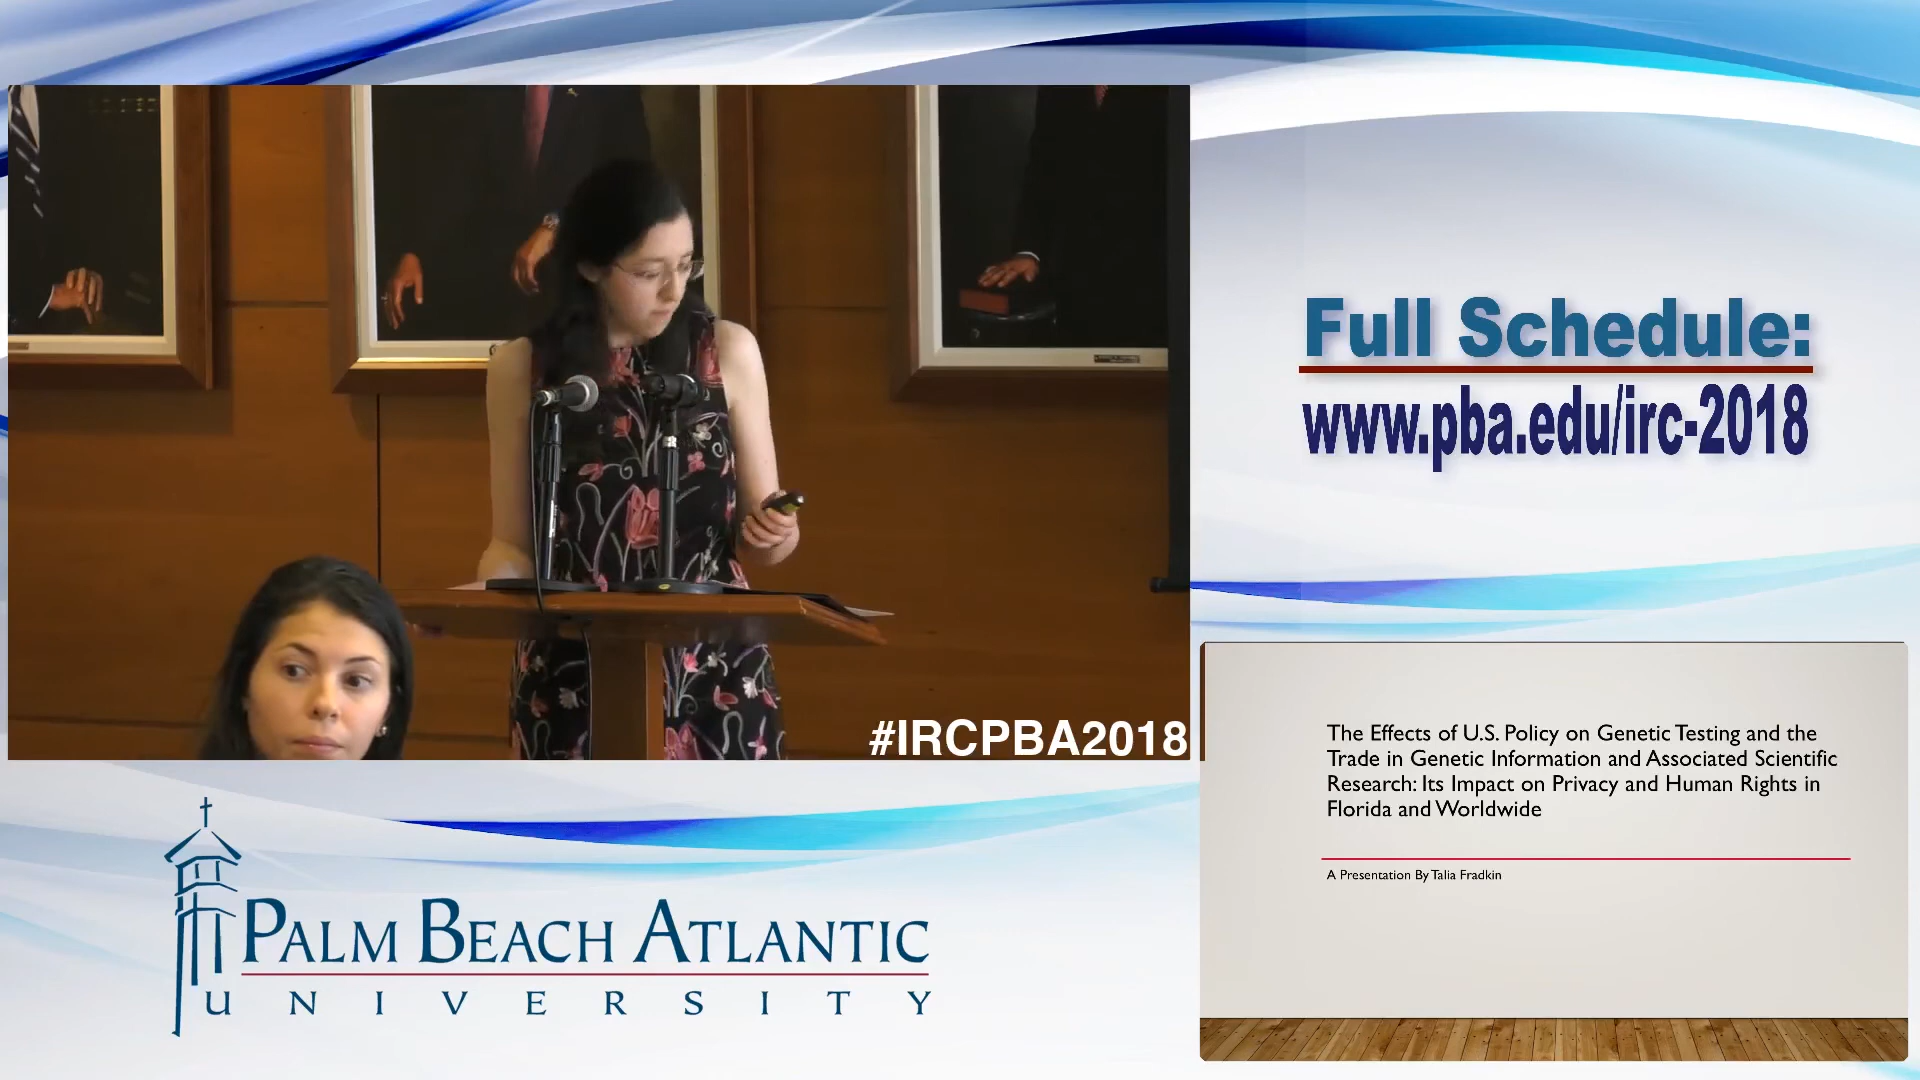 #IRCPBA2018
Full Schedule:
www.pba.edu/irc-2018
The Effects of U.S. Policy on Genetic Testing and the
Trade in Genetic Information and Associated Scientific
Research: Its Impact on Privacy and Human Rights in
Florida and Worldwide
A Presentation By Talia Fradkin
PALM BEACH ATLANTIC
UNIVERSITY